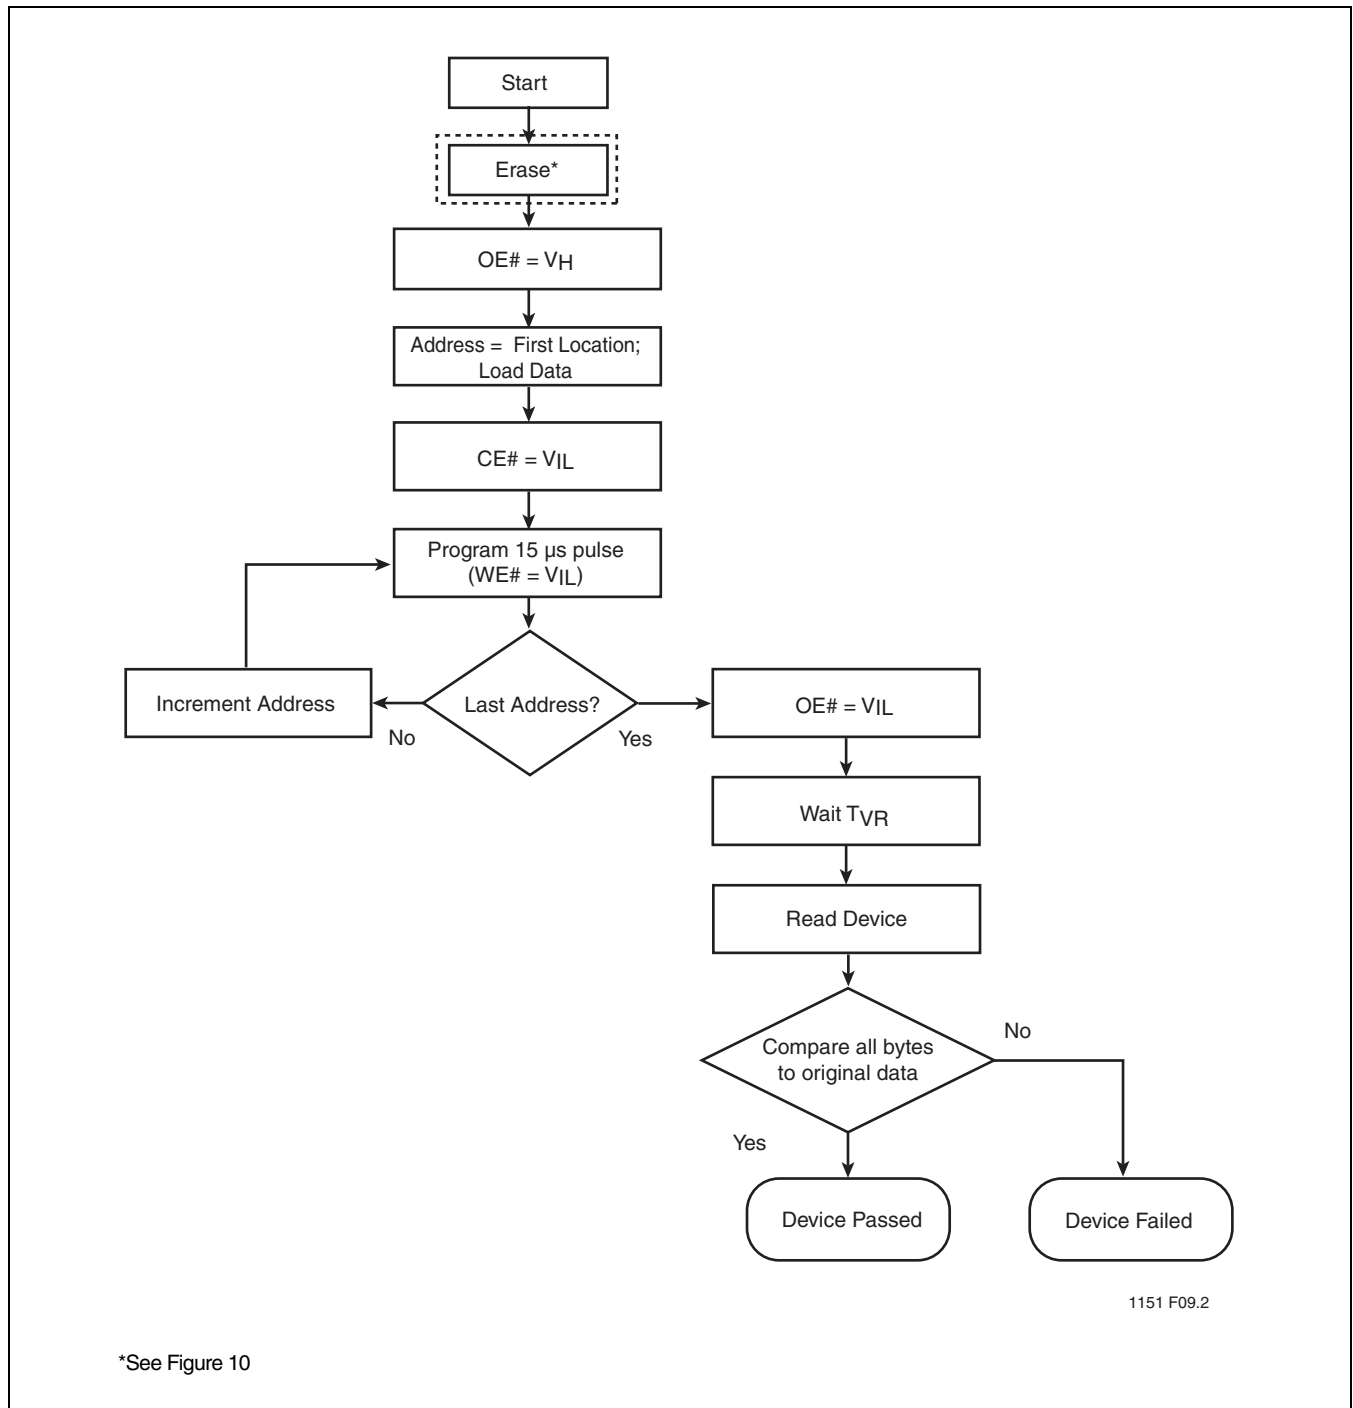 Start
Erase*
OE# = VH
Address = First Location;
Load Data
CE# = VIL
Program 15 µs pulse
(WE# = VIL)
Increment Address
Last Address?
OE# = VIL
No
Yes
Wait TVR
Read Device
No
Compare all bytes
to original data
Yes
Device Passed
Device Failed
1151 F09.2
*See Figure 10